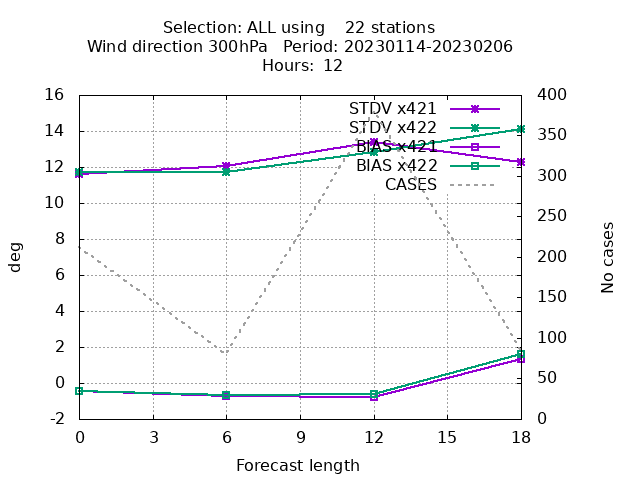 Selection: ALL using    22 stations
Wind direction 300hPa   Period: 20230114-20230206
Hours:  12
16
14
12
10
8
6
4
2
0
-2
400
350
300
250
200
150
100
50
0
STDV x421
STDV x422
BIAS x421
BIAS x422
CASES
deg
No cases
0 3 6 9 12 15 18
Forecast length